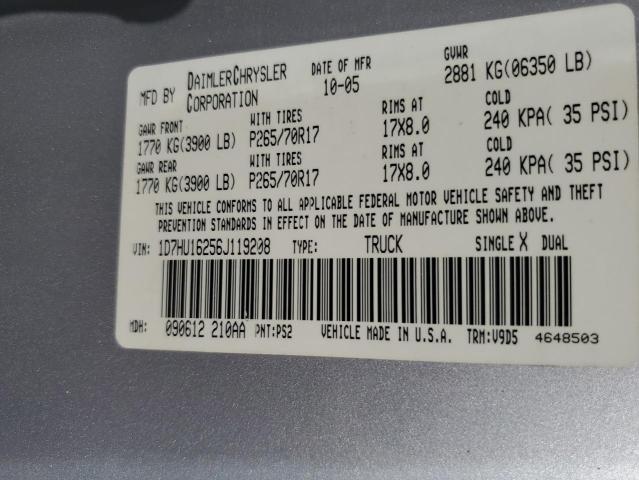 MFD BY DAIMLERCHRYSLER CORPORATION DATE OF MFR 10-05 GVWR 2881 KG(06350 LB)
GAWR FRONT WITH TIRES RIMS AT COLD
1770 KG(3900 LB) P265/70R17 17X8.0 240 KPA( 35 PSI)
GAWR REAR WITH TIRES RIMS AT COLD
1770 KG(3900 LB) P265/70R17 17X8.0 240 KPA( 35 PSI)
THIS VEHICLE CONFORMS TO ALL APPLICABLE FEDERAL MOTOR VEHICLE SAFETY AND THEFT
PREVENTION STANDARDS IN EFFECT ON THE DATE OF MANUFACTURE SHOWN ABOVE.
VIN: 1D7HU16256J119208 TYPE: TRUCK SINGLE X DUAL
MDH: 090612 210AA PNT:PS2 VEHICLE MADE IN U.S.A. TRM:V9D5 4648503